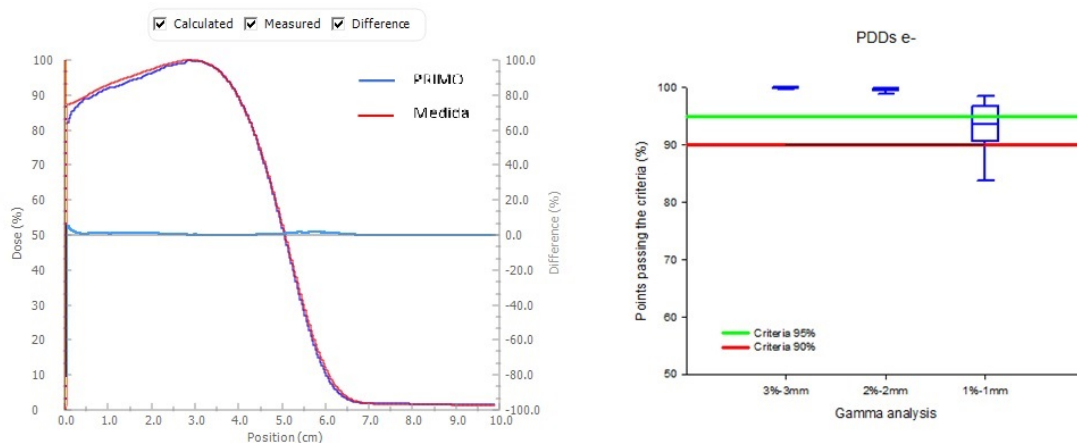 Calculated Measured Difference
100
90
80
70
60
50
40
30
20
10
0
Dose (%)
PRIMO
Medida
100.0
80.0
60.0
40.0
20.0
0.0
-20.0
-40.0
-60.0
-80.0
-100.0
Difference (%)
0.0 1.0 2.0 3.0 4.0 5.0 6.0 7.0 8.0 9.0 10.0
Position (cm)
PDDs e-
100
90
80
70
60
50
Points passing the criteria (%)
Criteria 95%
Criteria 90%
3%-3mm 2%-2mm 1%-1mm
Gamma analysis